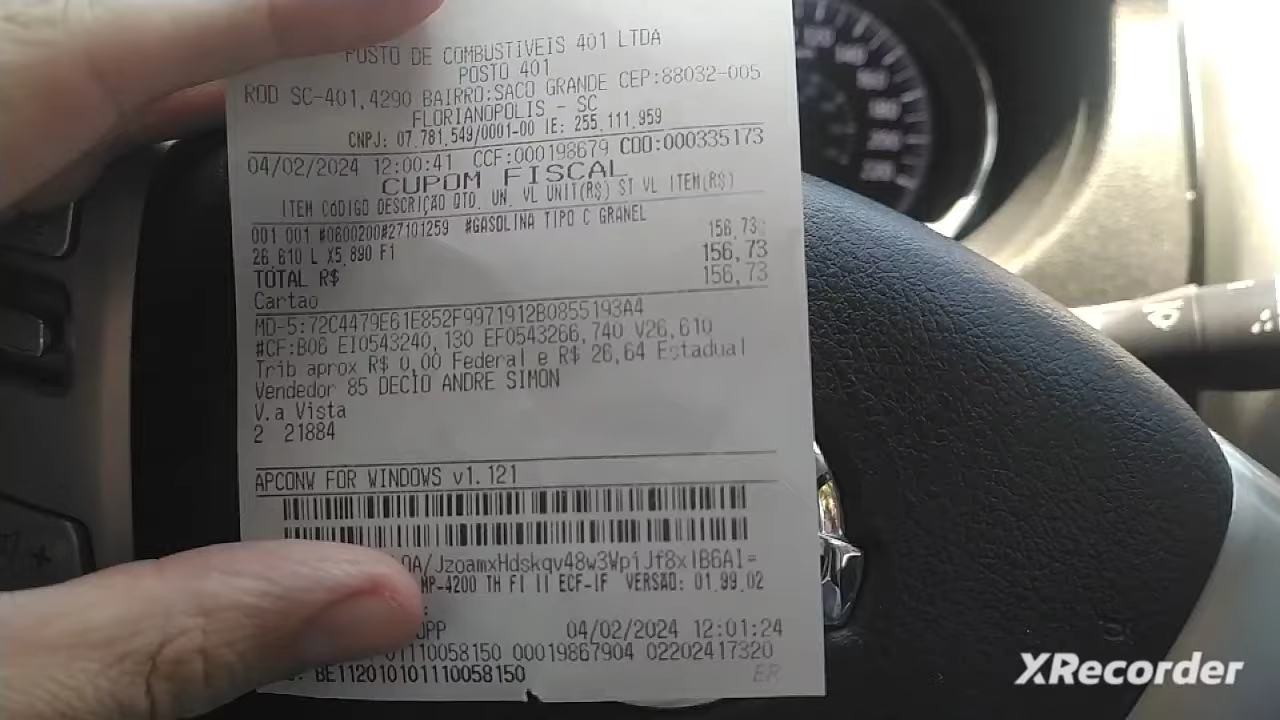 POSTO DE COMBUSTIVEIS 401 LTDA
POSTO 401
ROD SC-401,4290 BAIRRO:SACO GRANDE CEP:88032-005
FLORIANOPOLIS - SC
CNPJ: 07.781.549/0001-00 IE: 255.111.959
04/02/2024 12:00:41 CCF:000198679 COO:000335173
CUPOM FISCAL
ITEM CÓDIGO DESCRIÇÃO QTD. UN. VL UNIT(R$) ST VL ITEM(R$)
001 001 #0600200#27101259 #GASOLINA TIPO C GRANEL
26,610 L X5,890 F1 156,73
TOTAL R$ 156,73
Cartao 156,73
MD-5:72C4479E61E852F9971912B0855193A4
#CF:B06 EI0543240,130 EF0543266,740 V26,610
Trib aprox R$ 0,00 Federal e R$ 26,64 Estadual
Vendedor 85 DECIO ANDRE SIMON
V.a Vista
2 21884
APCONW FOR WINDOWS v1.121
QA/JzoamxHdskqv48w3WpiJf8xIB6AI=
MP-4200 TH FI II ECF-IF VERSÃO: 01.99.02
04/02/2024 12:01:24
01110058150 00019867904 02202417320
BE112010101110058150
XRecorder